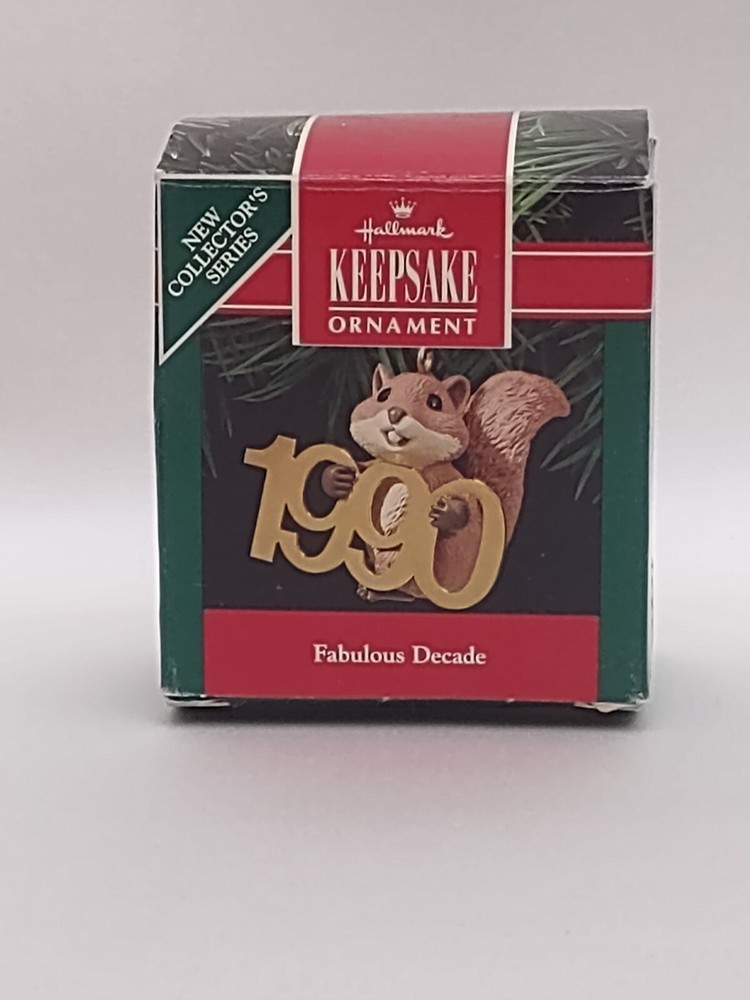 NEW
COLLECTOR'S
SERIES
Hallmark
KEEPSAKE
ORNAMENT
1990
Fabulous Decade